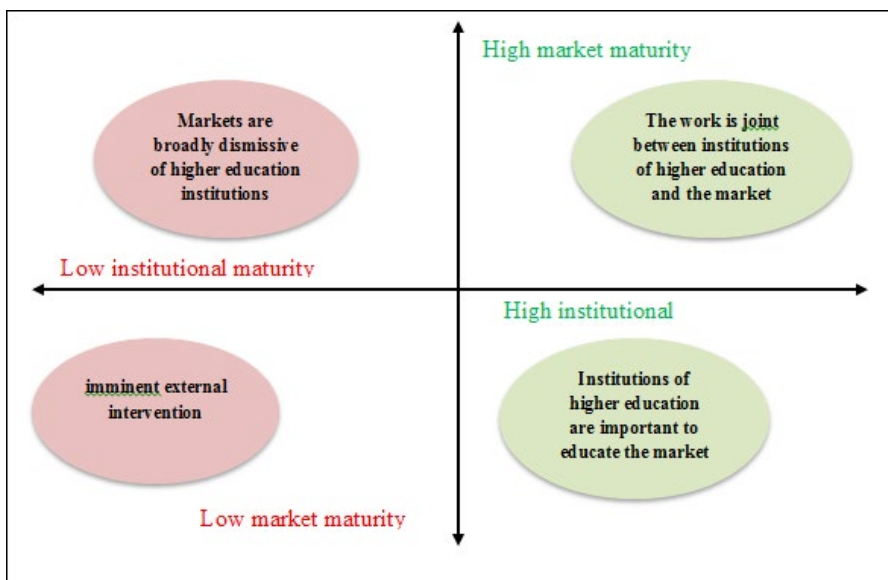 High market maturity
Markets are
broadly dismissive
of higher education
institutions
The work is joint
between institutions
of higher education
and the market
Low institutional maturity
High institutional
imminent external
intervention
Institutions of
higher education
are important to
educate the market
Low market maturity